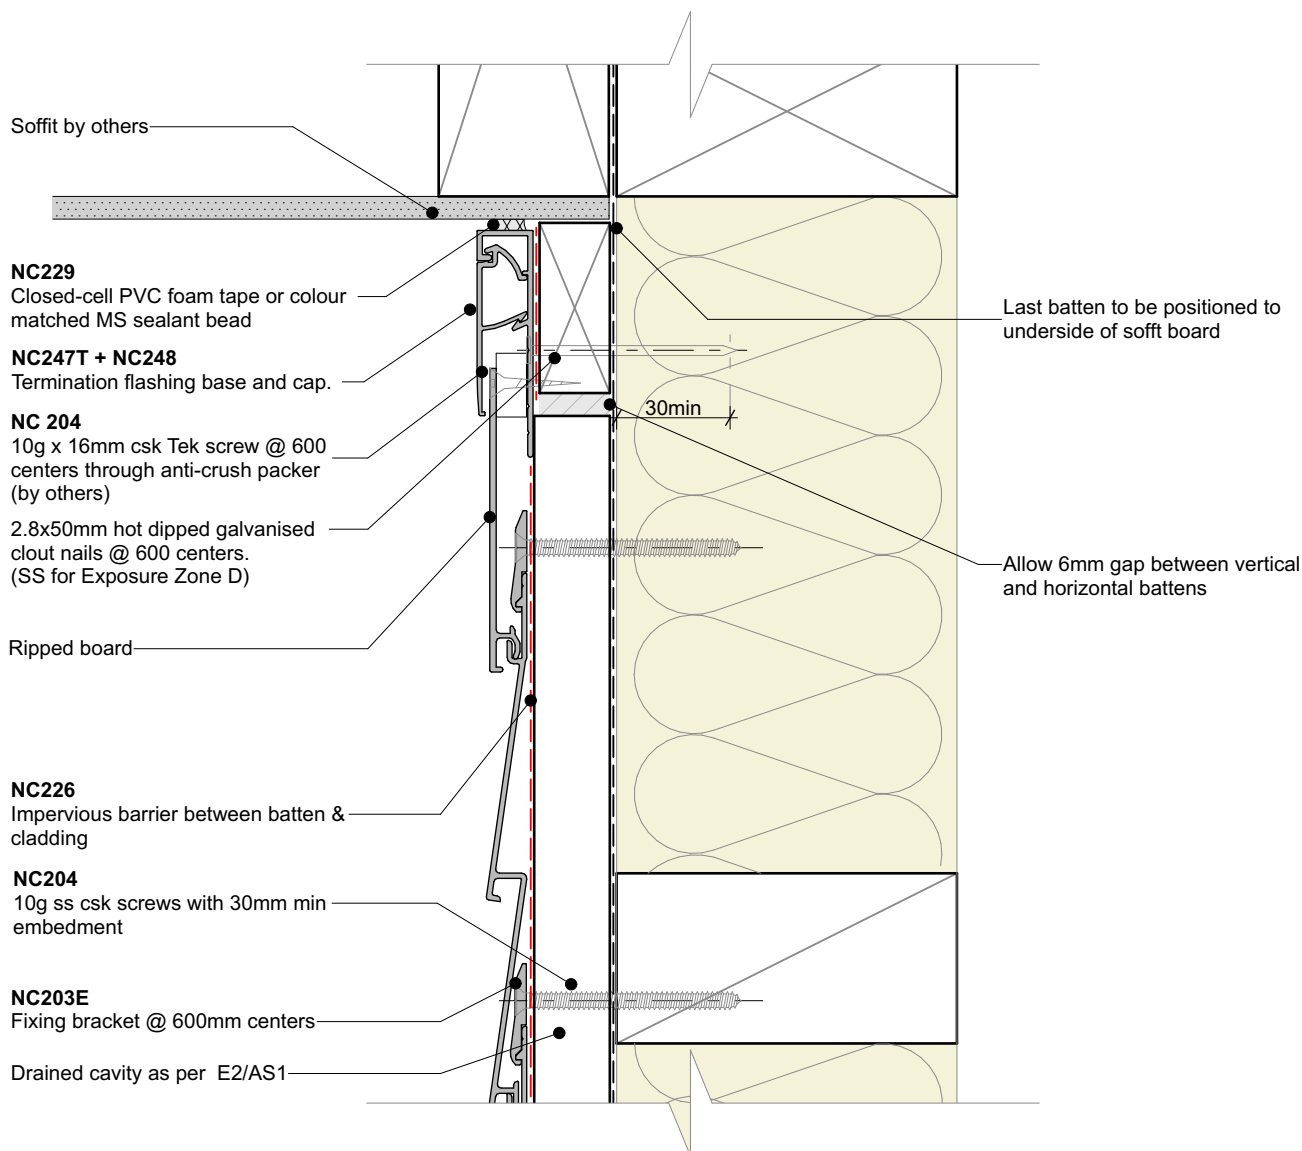 Soffit by others
NC229
Closed-cell PVC foam tape or colour
matched MS sealant bead
NC247T + NC248
Termination flashing base and cap.
NC 204
10g x 16mm csk Tek screw @ 600
centers through anti-crush packer
(by others)
2.8x50mm hot dipped galvanised
clout nails @ 600 centers.
(SS for Exposure Zone D)
Ripped board
NC226
Impervious barrier between batten &
cladding
NC204
10g ss csk screws with 30mm min
embedment
NC203E
Fixing bracket @ 600mm centers
Drained cavity as per E2/AS1
30min
Last batten to be positioned to
underside of sofft board
Allow 6mm gap between vertical
and horizontal battens